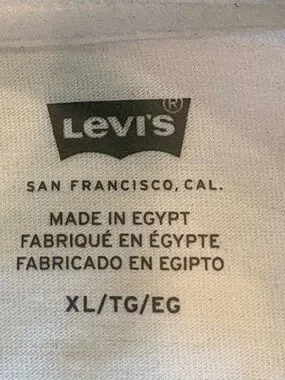 LEVI'S®
SAN FRANCISCO, CAL.
MADE IN EGYPT
FABRIQUÉ EN ÉGYPTE
FABRICADO EN EGIPTO
XL/TG/EG